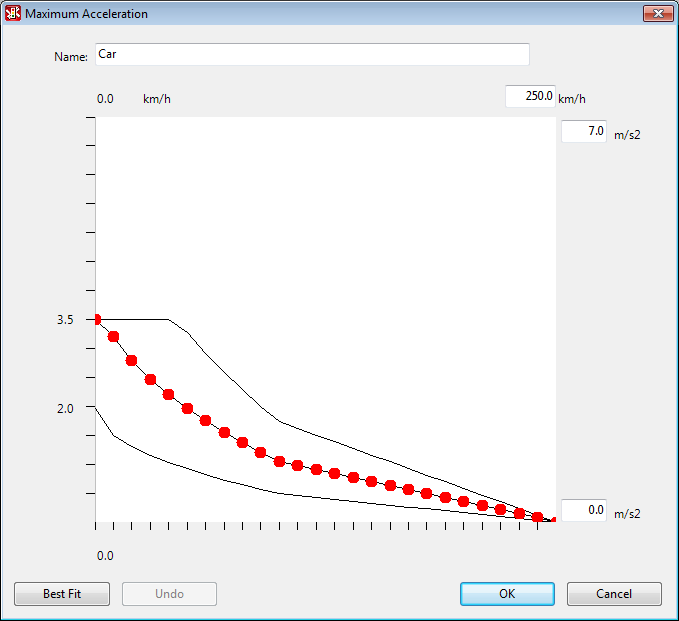 Maximum Acceleration
Name: Car
0.0 km/h 250.0 km/h
7.0 m/s2
3.5
2.0
0.0 m/s2
0.0
Best Fit Undo OK Cancel